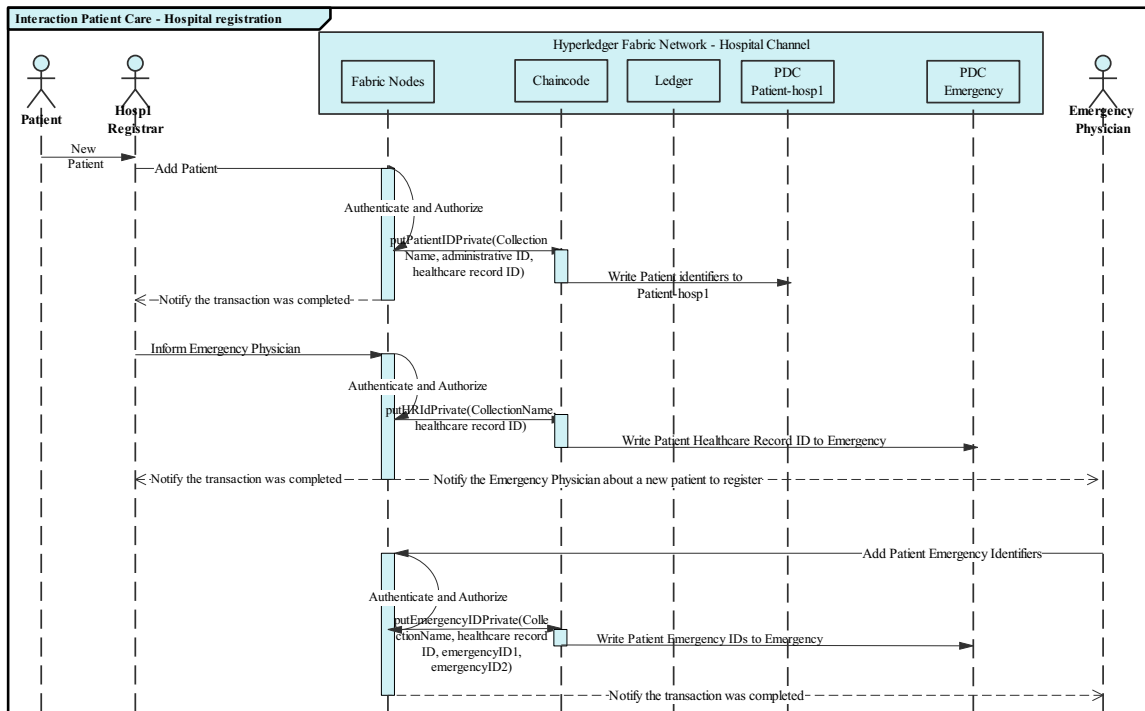 Interaction Patient Care - Hospital registration
Hyperledger Fabric Network - Hospital Channel
Fabric Nodes
Chaincode
Ledger
PDC
Patient-hosp1
PDC
Emergency
Patient
Hosp1
Registrar
Emergency
Physician
New
Patient
Add Patient
Authenticate and Authorize
putPatientIDPrivate(Collection
Name, administrative ID,
healthcare record ID)
Write Patient identifiers to
Patient-hosp1
Notify the transaction was completed
Inform Emergency Physician
Authenticate and Authorize
putHRIdPrivate(CollectionName,
healthcare record ID)
Write Patient Healthcare Record ID to Emergency
Notify the transaction was completed
Notify the Emergency Physician about a new patient to register
Add Patient Emergency Identifiers
Authenticate and Authorize
putEmergencyIDPrivate(Colle
ctionName, healthcare record
ID, emergencyID1,
emergencyID2)
Write Patient Emergency IDs to Emergency
Notify the transaction was completed